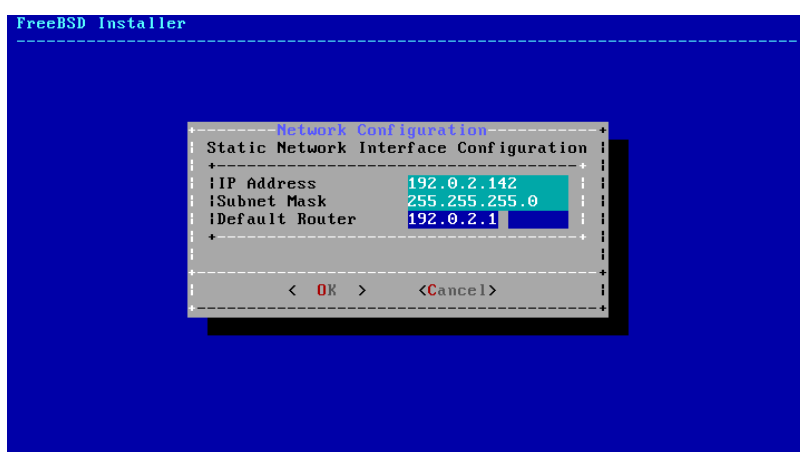 FreeBSD Installer
Network Configuration
Static Network Interface Configuration
IP Address 192.0.2.142
Subnet Mask 255.255.255.0
Default Router 192.0.2.1
< OK > <Cancel>